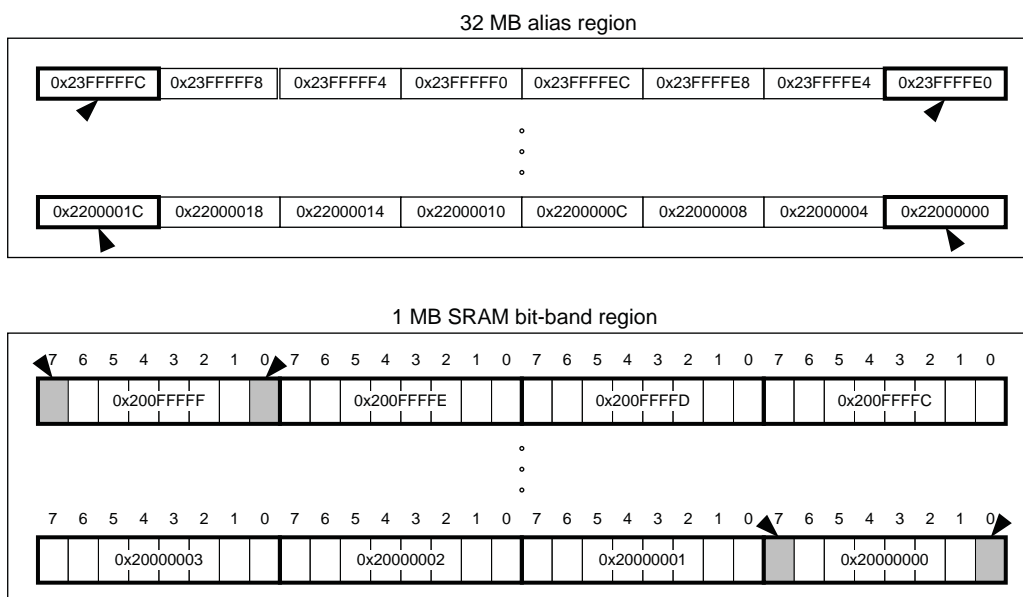 32 MB alias region
0x23FFFFFC 0x23FFFFF8 0x23FFFFF4 0x23FFFFF0 0x23FFFFEC 0x23FFFFE8 0x23FFFFE4 0x23FFFFE0
0x2200001C 0x22000018 0x22000014 0x22000010 0x2200000C 0x22000008 0x22000004 0x22000000
1 MB SRAM bit-band region
7 6 5 4 3 2 1 0 7 6 5 4 3 2 1 0 7 6 5 4 3 2 1 0 7 6 5 4 3 2 1 0
0x200FFFFF 0x200FFFFE 0x200FFFFD 0x200FFFFC
7 6 5 4 3 2 1 0 7 6 5 4 3 2 1 0 7 6 5 4 3 2 1 0 7 6 5 4 3 2 1 0
0x20000003 0x20000002 0x20000001 0x20000000